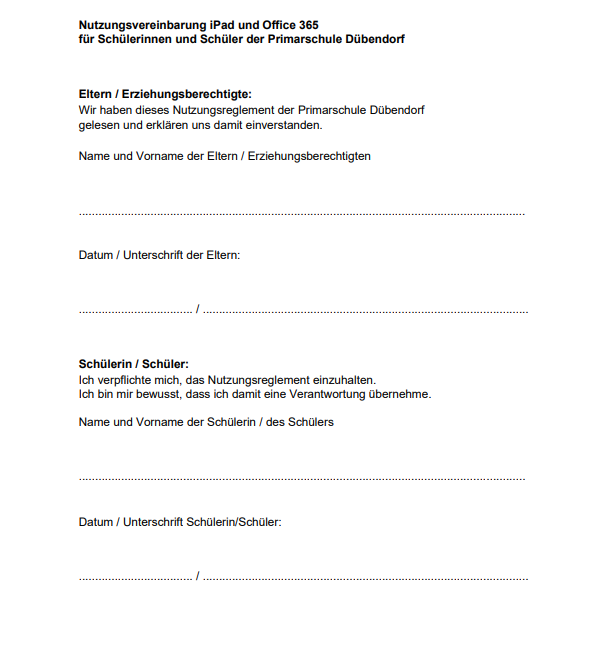 Nutzungsvereinbarung iPad und Office 365
für Schülerinnen und Schüler der Primarschule Dübendorf
Eltern / Erziehungsberechtigte:
Wir haben dieses Nutzungsreglement der Primarschule Dübendorf
gelesen und erklären uns damit einverstanden.
Name und Vorname der Eltern / Erziehungsberechtigten
.........................................................................................................................................
Datum / Unterschrift der Eltern:
................................... / ....................................................................................................
Schülerin / Schüler:
Ich verpflichte mich, das Nutzungsreglement einzuhalten.
Ich bin mir bewusst, dass ich damit eine Verantwortung übernehme.
Name und Vorname der Schülerin / des Schülers
.........................................................................................................................................
Datum / Unterschrift Schülerin/Schüler:
................................... / ....................................................................................................